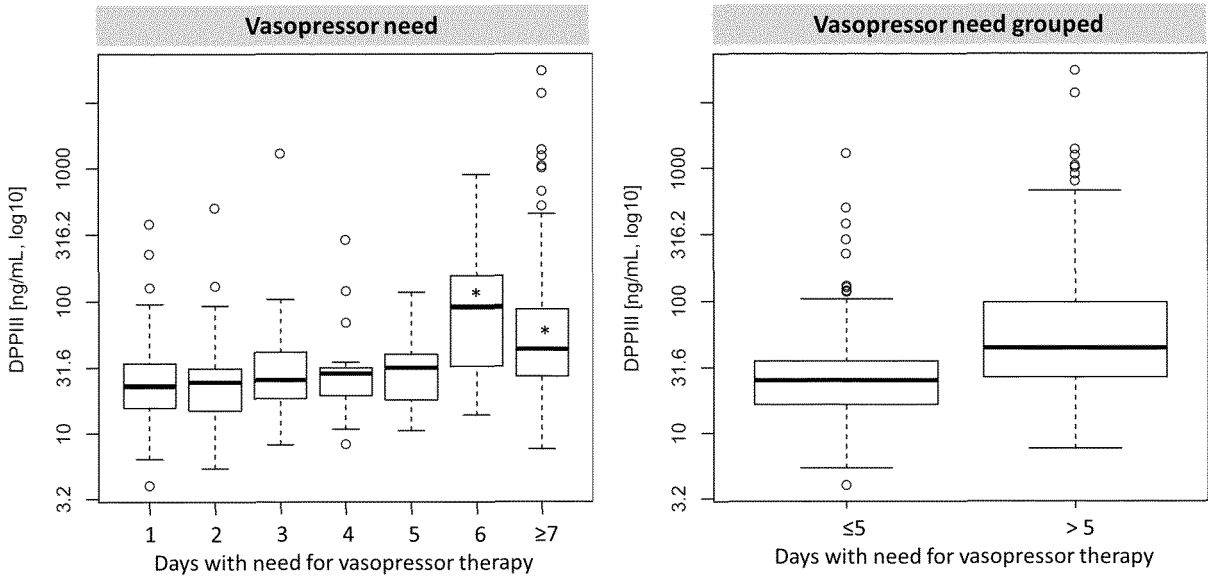 Vasopressor need
DPPIII [ng/mL, log10]
1000
316.2
100
31.6
10
3.2
*
*
1 2 3 4 5 6 ≥7
Days with need for vasopressor therapy
Vasopressor need grouped
DPPIII [ng/mL, log10]
1000
316.2
100
31.6
10
3.2
≤5 > 5
Days with need for vasopressor therapy